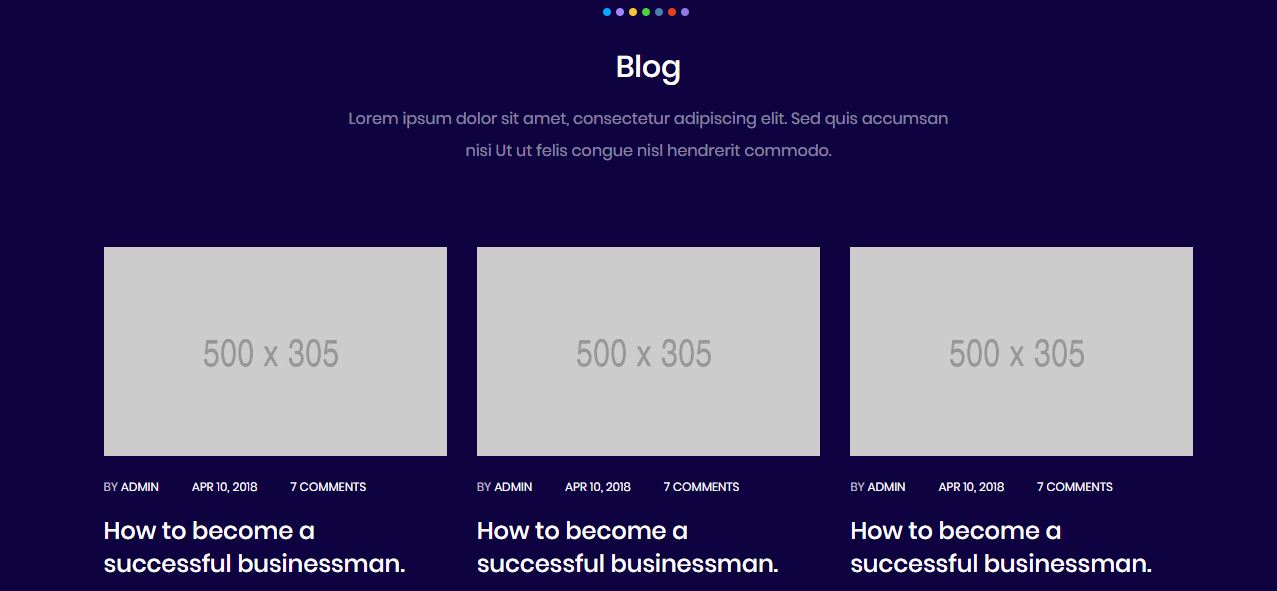 Blog
Lorem ipsum dolor sit amet, consectetur adipiscing elit. Sed quis accumsan
nisi Ut ut felis congue nisl hendrerit commodo.
500 x 305
500 x 305
500 x 305
BY ADMIN APR 10, 2018 7 COMMENTS
How to become a
successful businessman.
BY ADMIN APR 10, 2018 7 COMMENTS
How to become a
successful businessman.
BY ADMIN APR 10, 2018 7 COMMENTS
How to become a
successful businessman.